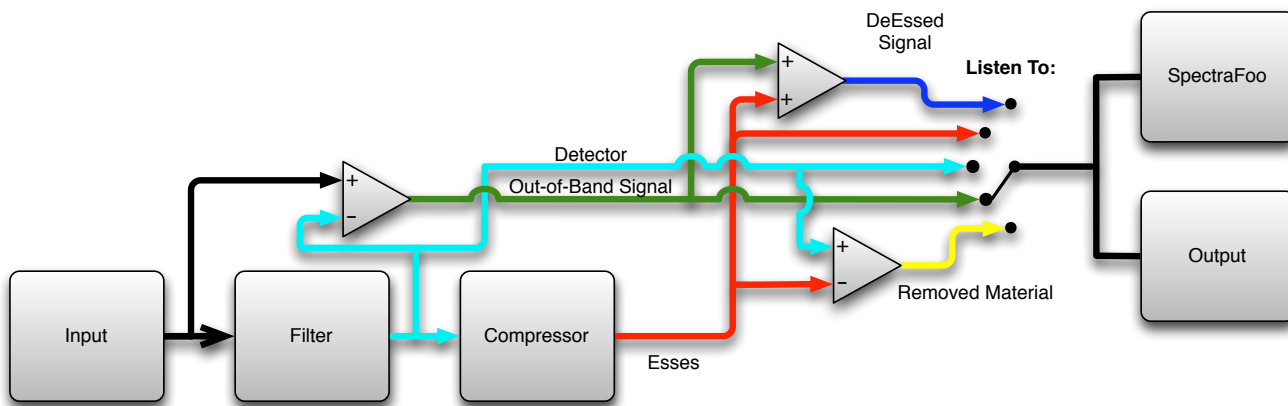 DeEssed
Signal
Listen To:
SpectraFoo
+
+
Detector
+
Out-of-Band Signal
-
+
Output
-
Removed Material
Input
Filter
Compressor
Esses